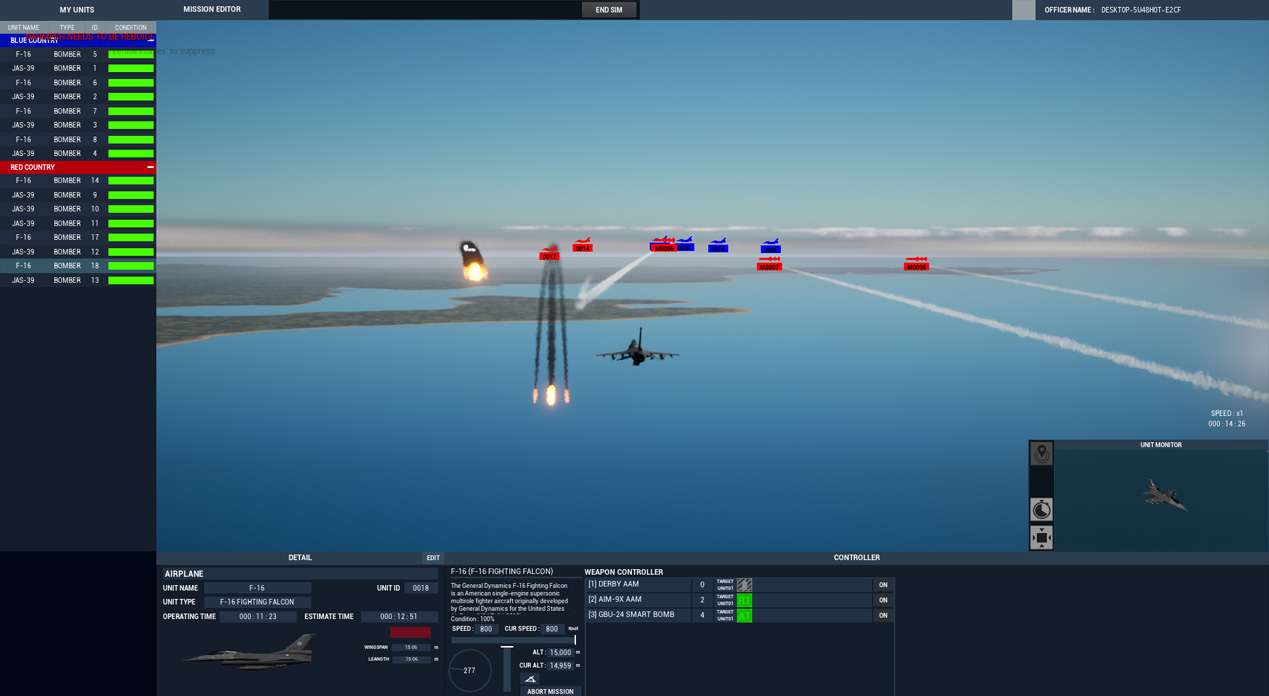 MY UNITS
MISSION EDITOR
END SIM
OFFICER NAME : DESKTOP-5U48H0T-E2CF
UNIT NAME TYPE ID CONDITION
NEEDS TO BE REBUILT
BLUE COUNTRY
' to suppress
F-16 BOMBER 5
JAS-39 BOMBER 1
F-16 BOMBER 6
JAS-39 BOMBER 2
F-16 BOMBER 7
JAS-39 BOMBER 3
F-16 BOMBER 8
JAS-39 BOMBER 4
RED COUNTRY
F-16 BOMBER 14
JAS-39 BOMBER 9
JAS-39 BOMBER 10
JAS-39 BOMBER 11
F-16 BOMBER 17
JAS-39 BOMBER 12
F-16 BOMBER 18
JAS-39 BOMBER 13
0017
0014
M0006
M0007
M0008
SPEED : x1
000 : 14 : 26
UNIT MONITOR
DETAIL
EDIT
CONTROLLER
AIRPLANE
UNIT NAME F-16 UNIT ID 0018
UNIT TYPE F-16 FIGHTING FALCON
OPERATING TIME 000 : 11 : 23 ESTIMATE TIME 000 : 12 : 51
WINGSPAN 15.06 m
LEANGTH 19.06 m
F-16 (F-16 FIGHTING FALCON)
The General Dynamics F-16 Fighting Falcon
is an American single-engine supersonic
multirole fighter aircraft originally developed
by General Dynamics for the United States
Condition : 100%
SPEED : 800 CUR SPEED : 800 Knot
ALT : 15,000 m
CUR ALT : 14,959 m
277
ABORT MISSION
WEAPON CONTROLLER
[1] DERBY AAM 0 TARGET UNIT01 ON
[2] AIM-9X AAM 2 TARGET UNIT01 ON
[3] GBU-24 SMART BOMB 4 TARGET UNIT01 ON